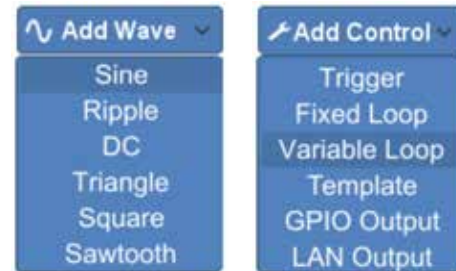 Add Wave
Sine
Ripple
DC
Triangle
Square
Sawtooth
Add Control
Trigger
Fixed Loop
Variable Loop
Template
GPIO Output
LAN Output